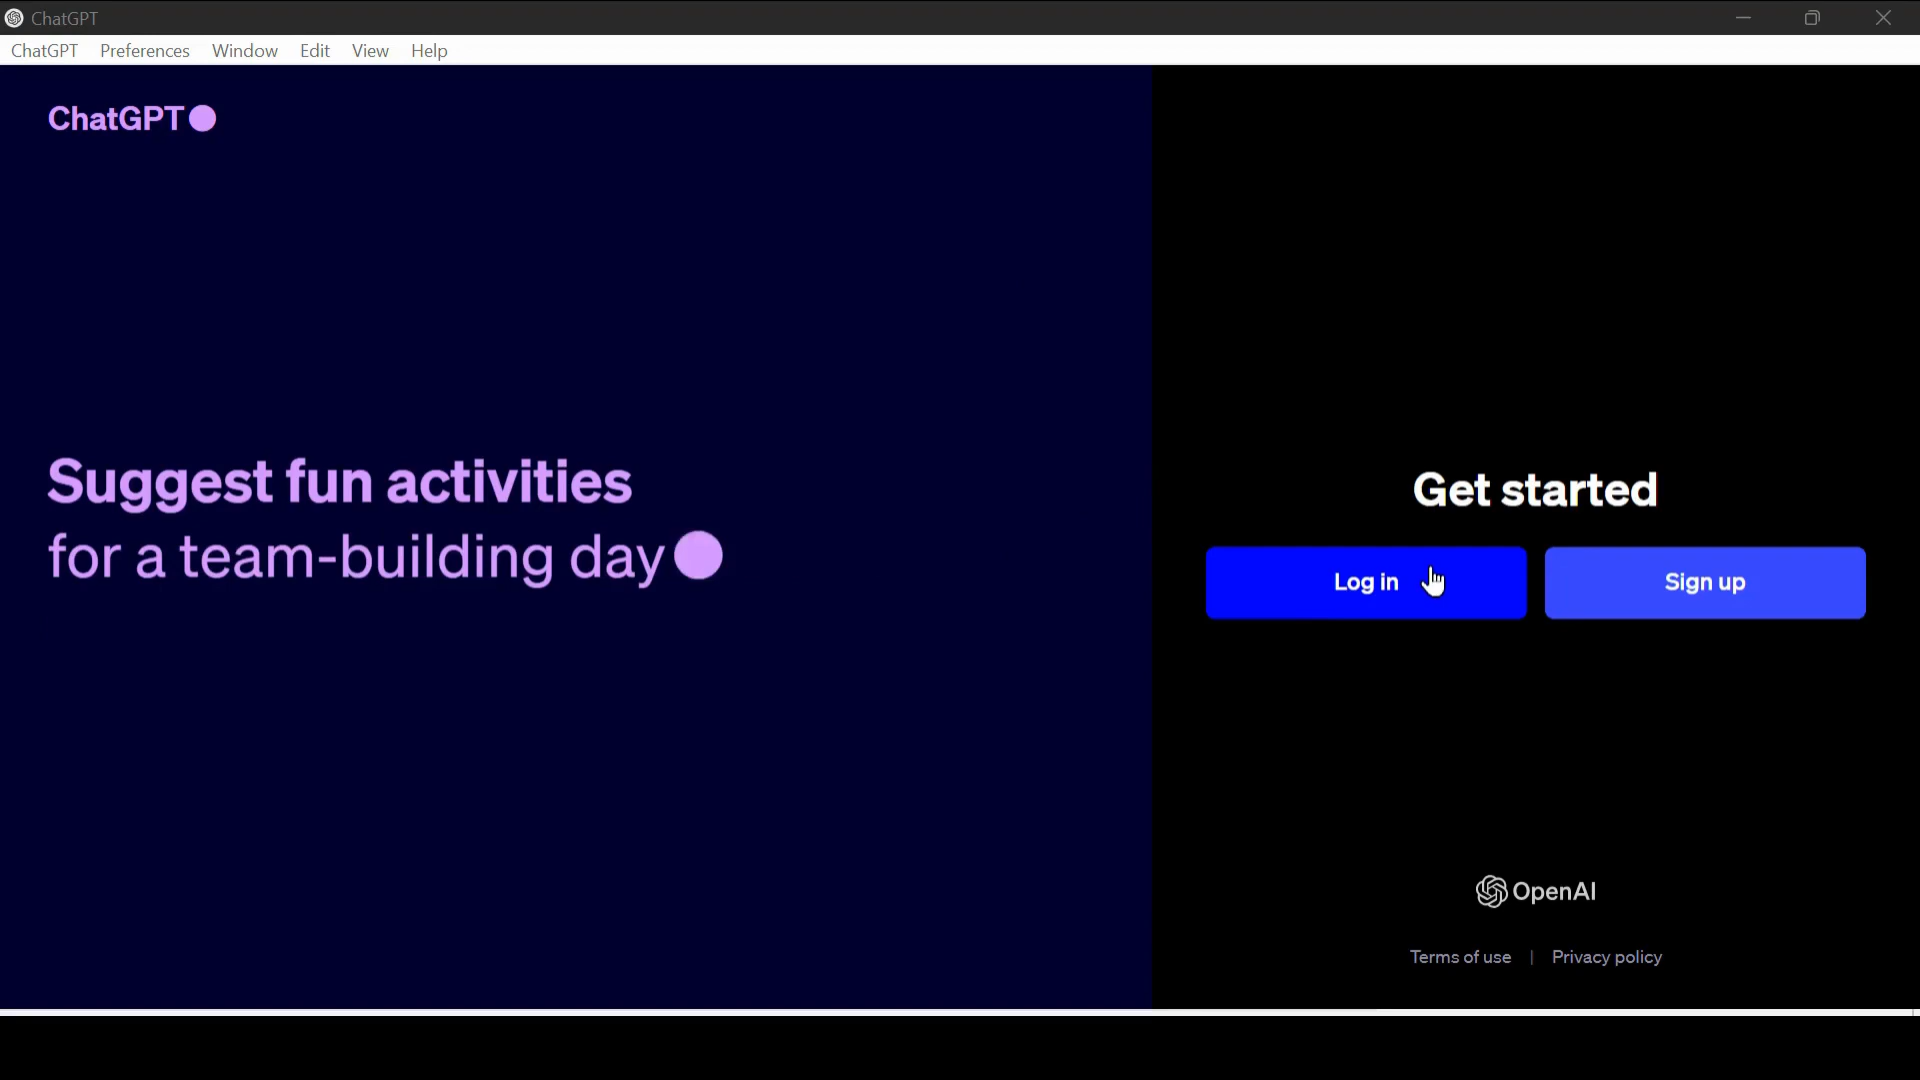 ChatGPT
ChatGPT Preferences Window Edit View Help
ChatGPT
Suggest fun activities
for a team-building day
Get started
Log in
Sign up
OpenAI
Terms of use | Privacy policy